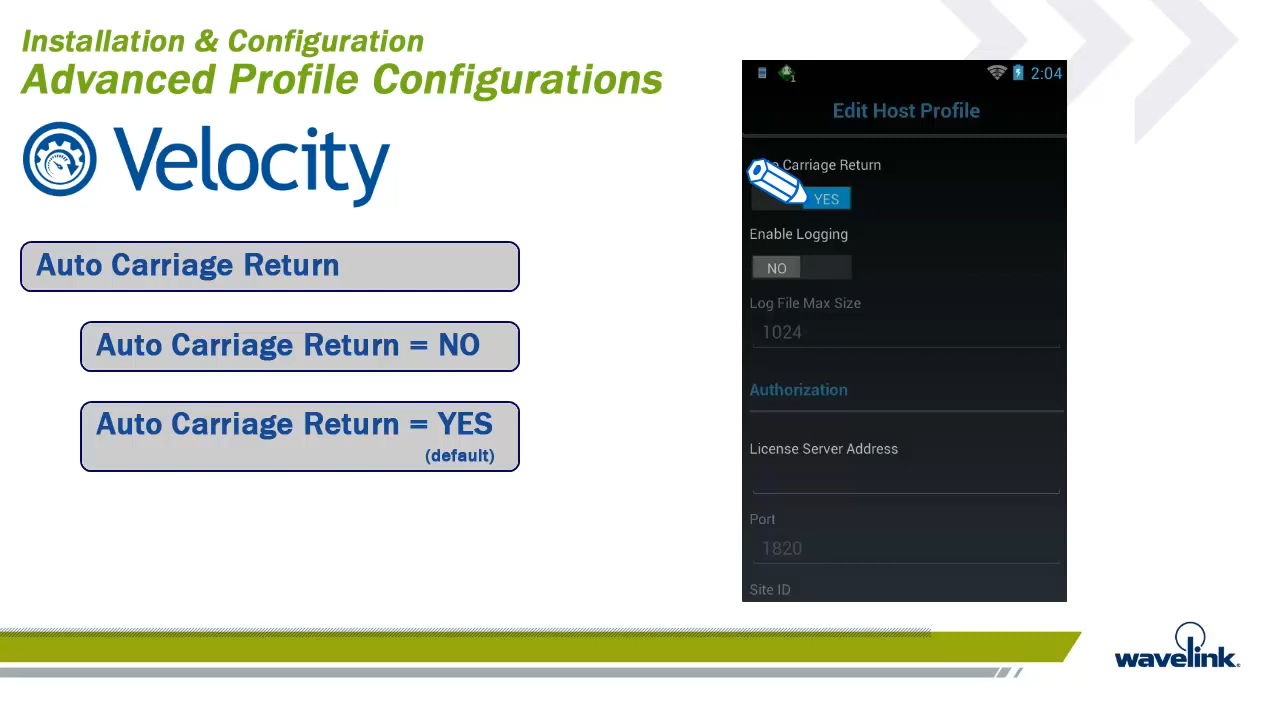 Installation & Configuration
Advanced Profile Configurations
Velocity
Auto Carriage Return
Auto Carriage Return = NO
Auto Carriage Return = YES
(default)
1
2:04
Edit Host Profile
Carriage Return
YES
Enable Logging
NO
Log File Max Size
1024
Authorization
License Server Address
Port
1820
Site ID
wavelink